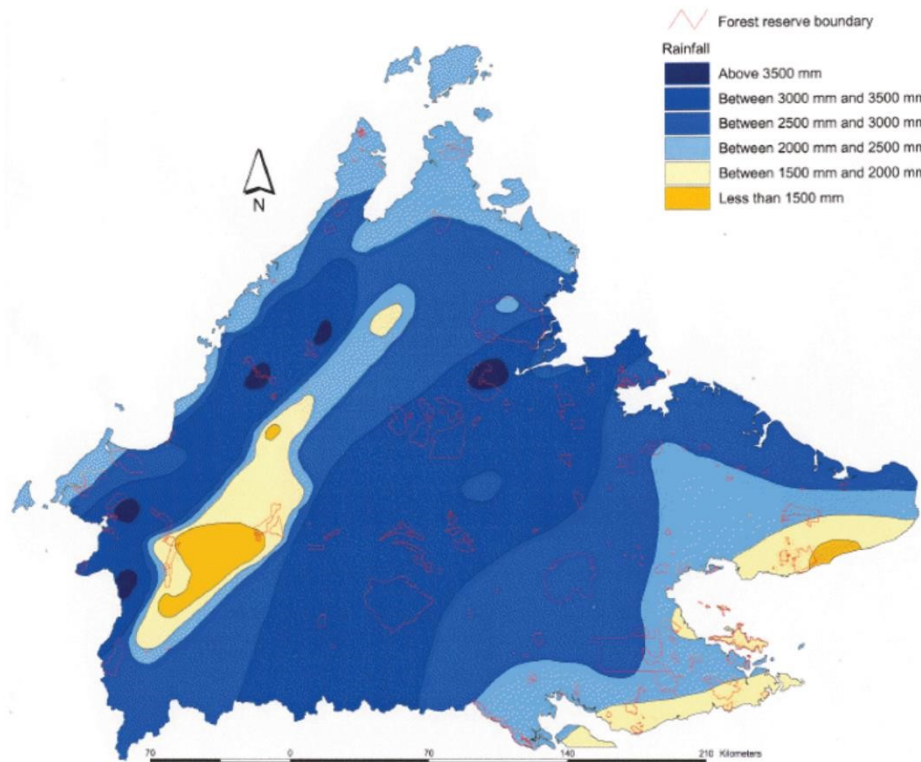 Forest reserve boundary
Rainfall
Above 3500 mm
Between 3000 mm and 3500 mm
Between 2500 mm and 3000 mm
Between 2000 mm and 2500 mm
Between 1500 mm and 2000 mm
Less than 1500 mm
N
70 0 70 140 210 Kilometers